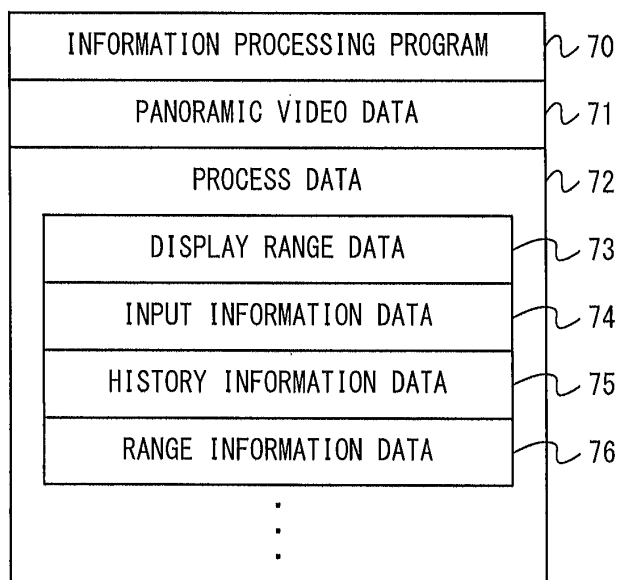 INFORMATION PROCESSING PROGRAM 70
PANORAMIC VIDEO DATA 71
PROCESS DATA 72
DISPLAY RANGE DATA 73
INPUT INFORMATION DATA 74
HISTORY INFORMATION DATA 75
RANGE INFORMATION DATA 76